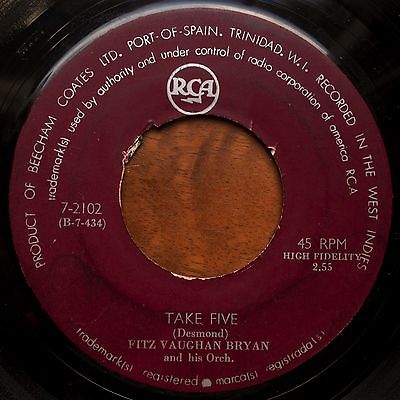 PRODUCT OF BEECHAM COATES LTD. PORT-OF-SPAIN. TRINIDAD. W.I. RECORDED IN THE WEST INDIES
trademark(s) used by authority and under control of radio corporation of america RCA
RCA
7-2102
(B-7-434)
45 RPM
HIGH FIDELITY
2.55
TAKE FIVE
(Desmond)
FITZ VAUGHAN BRYAN
and his Orch.
trademark(s) registered • marca(s) registrada(s)